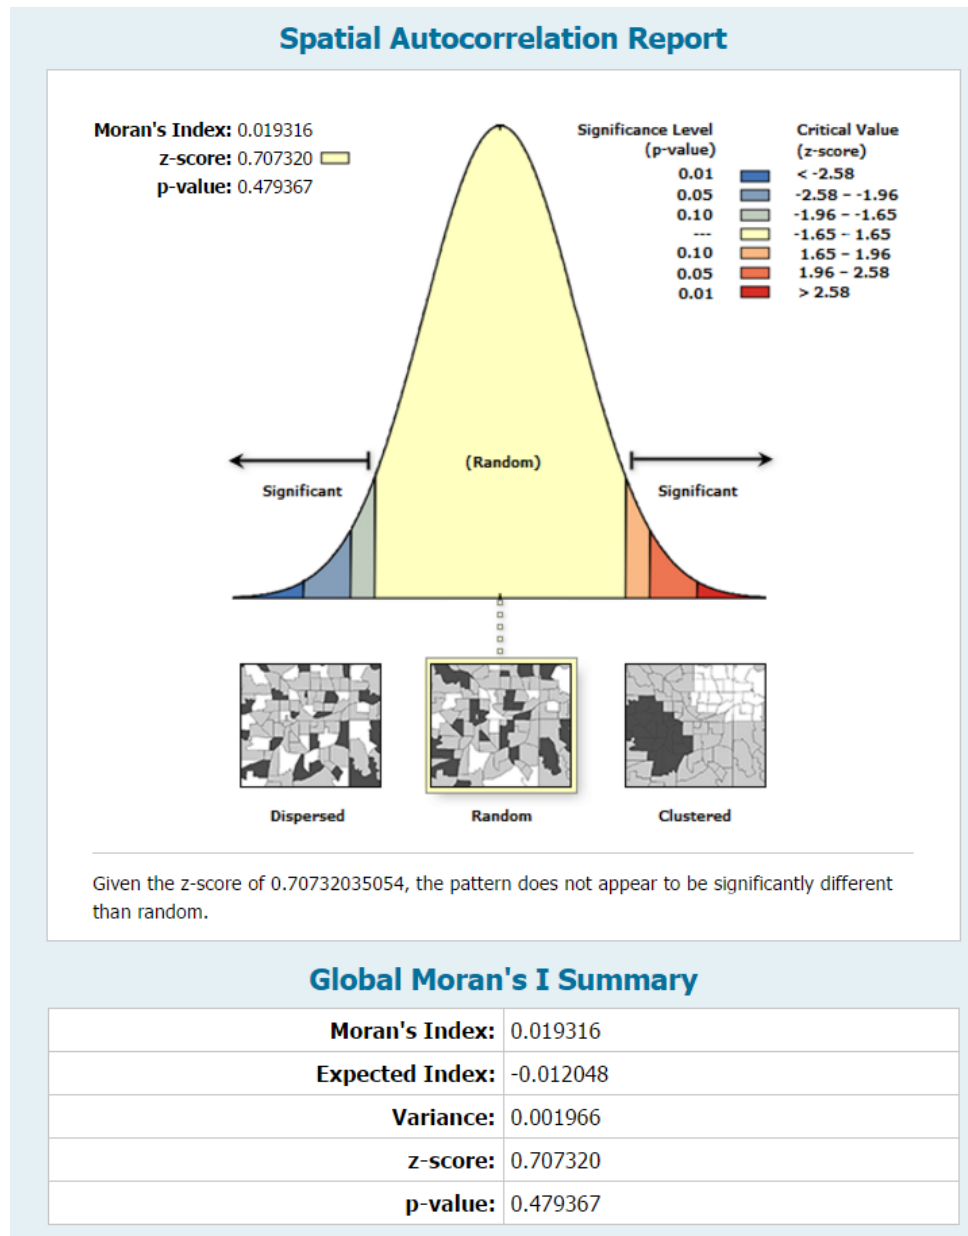 Spatial Autocorrelation Report
Moran's Index: 0.019316
z-score: 0.707320
p-value: 0.479367
Significance Level (p-value)
Critical Value (z-score)
0.01 < -2.58
0.05 -2.58 – -1.96
0.10 -1.96 – -1.65
--- -1.65 – 1.65
0.10 1.65 – 1.96
0.05 1.96 – 2.58
0.01 > 2.58
(Random)
Significant
Significant
Dispersed
Random
Clustered
Given the z-score of 0.70732035054, the pattern does not appear to be significantly different
than random.
Global Moran's I Summary
Moran's Index: 0.019316
Expected Index: -0.012048
Variance: 0.001966
z-score: 0.707320
p-value: 0.479367